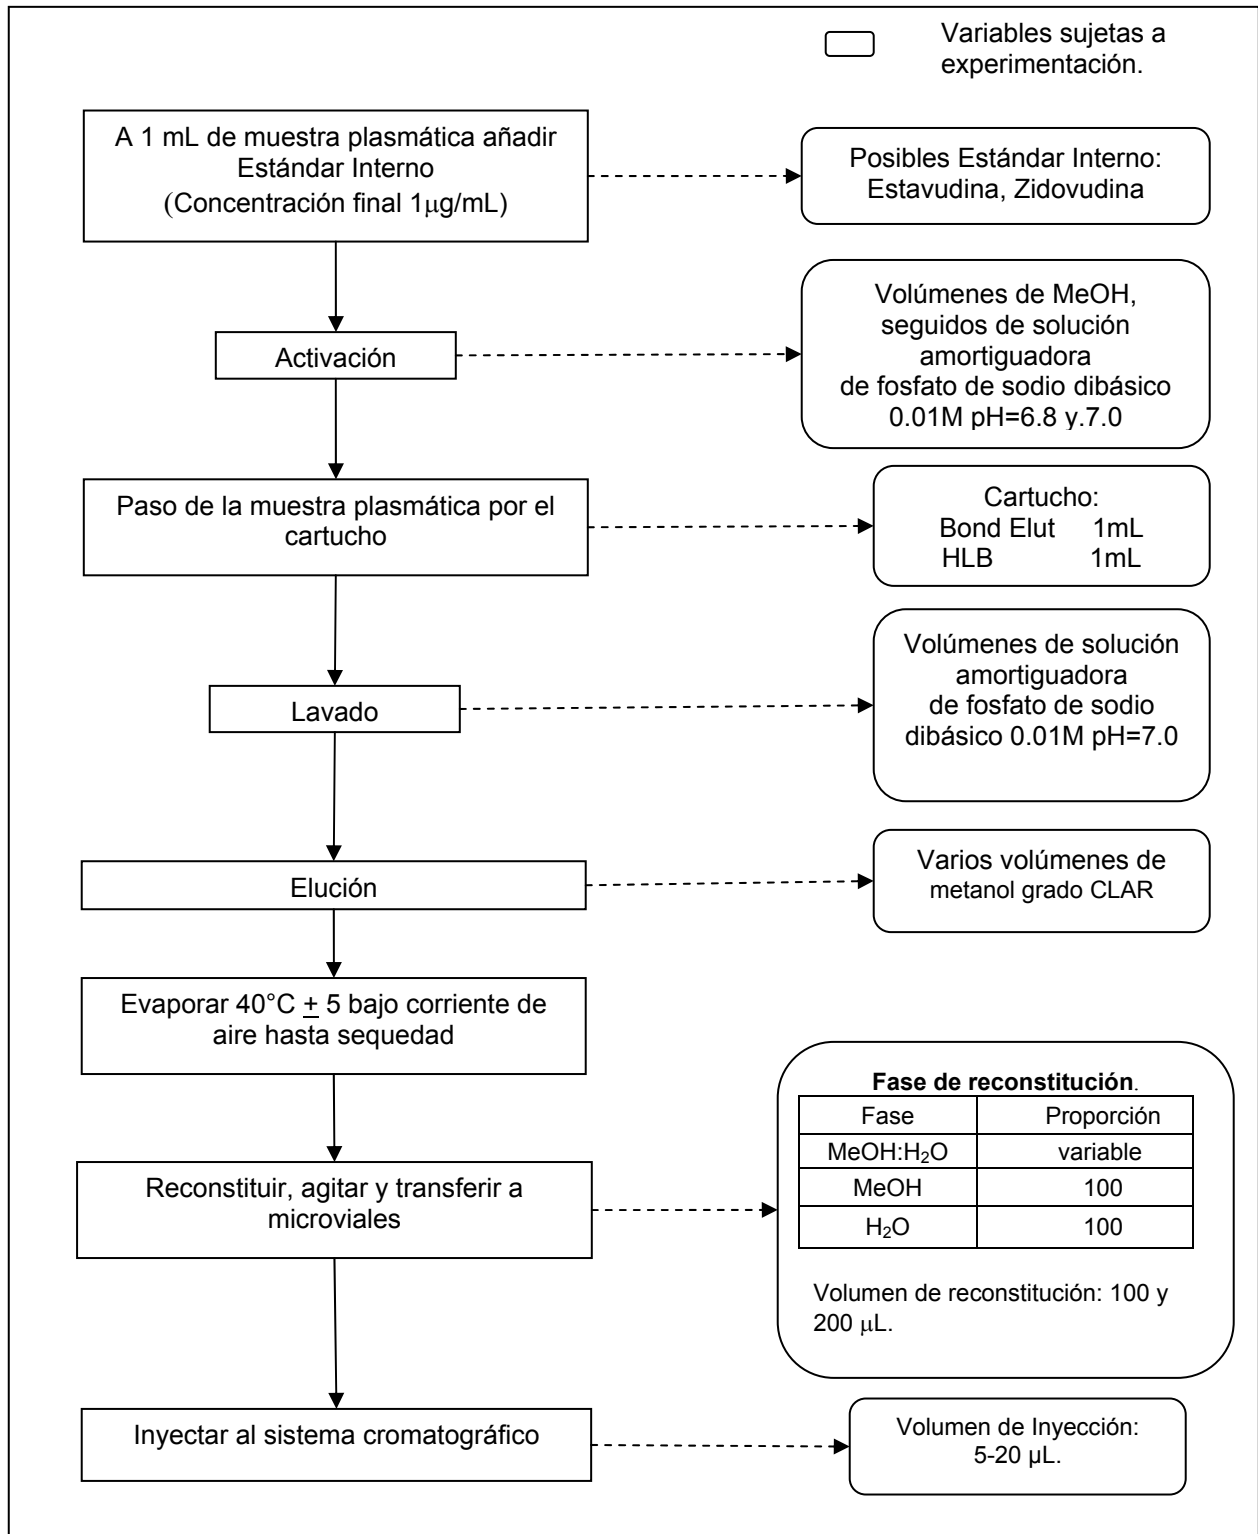 Variables sujetas a
experimentación.
A 1 mL de muestra plasmática añadir
Estándar Interno
(Concentración final 1µg/mL)
Posibles Estándar Interno:
Estavudina, Zidovudina
Activación
Volúmenes de MeOH,
seguidos de solución
amortiguadora
de fosfato de sodio dibásico
0.01M pH=6.8 y.7.0
Paso de la muestra plasmática por el
cartucho
Cartucho:
Bond Elut 1mL
HLB 1mL
Lavado
Volúmenes de solución
amortiguadora
de fosfato de sodio
dibásico 0.01M pH=7.0
Elución
Varios volúmenes de
metanol grado CLAR
Evaporar 40°C ± 5 bajo corriente de
aire hasta sequedad
Reconstituir, agitar y transferir a
microviales
Fase de reconstitución.
Fase Proporción
MeOH:H₂O variable
MeOH 100
H₂O 100
Volumen de reconstitución: 100 y
200 µL.
Inyectar al sistema cromatográfico
Volumen de Inyección:
5-20 µL.